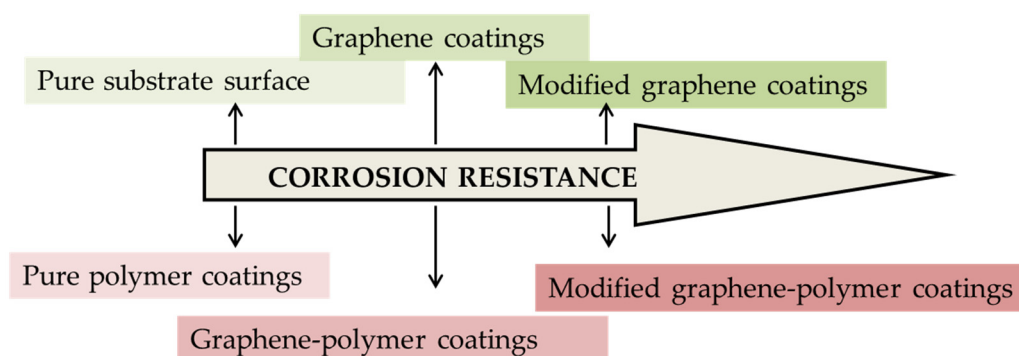 Graphene coatings
Pure substrate surface
Modified graphene coatings
CORROSION RESISTANCE
Pure polymer coatings
Modified graphene-polymer coatings
Graphene-polymer coatings